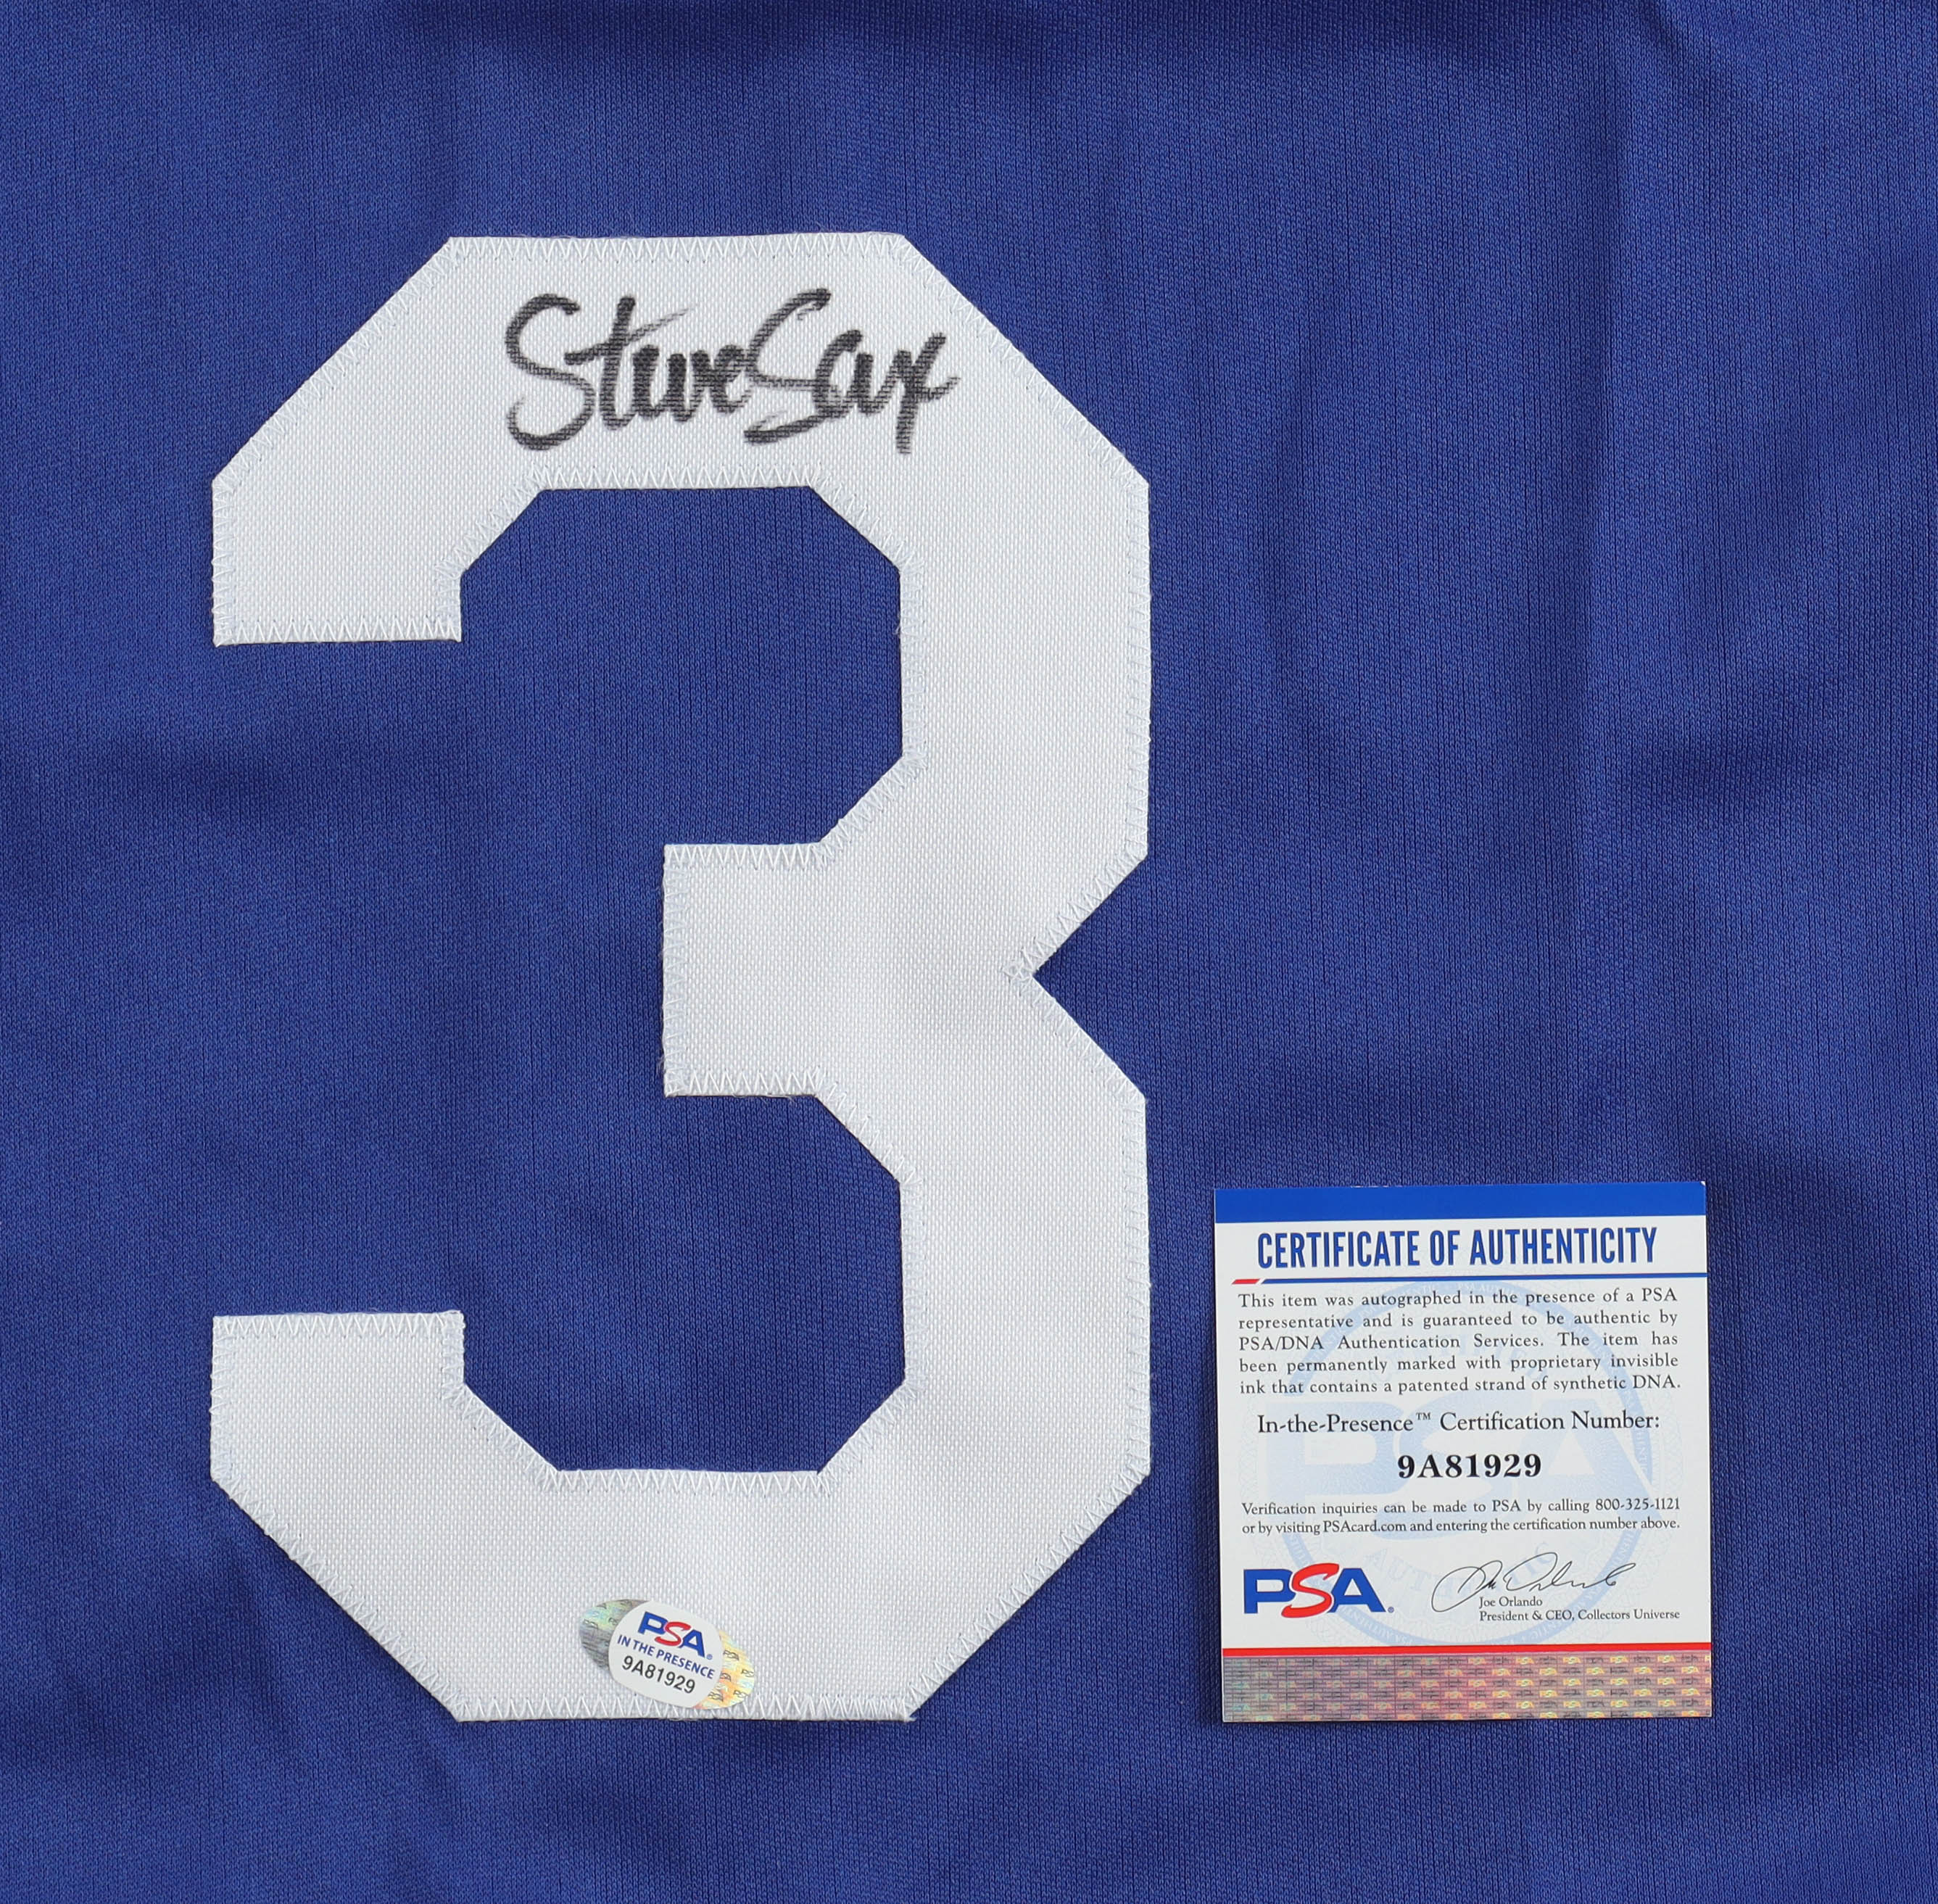 Steve Sax
3
CERTIFICATE OF AUTHENTICITY
This item was autographed in the presence of a PSA
representative and is guaranteed to be authentic by
PSA/DNA Authentication Services. The item has
been permanently marked with proprietary invisible
ink that contains a patented strand of synthetic DNA.
In-the-Presence™ Certification Number:
9A81929
Verification inquiries can be made to PSA by calling 800-325-1121
or by visiting PSAcard.com and entering the certification number above.
PSA®
Joe Orlando
President & CEO, Collectors Universe
PSA®
IN THE PRESENCE
9A81929